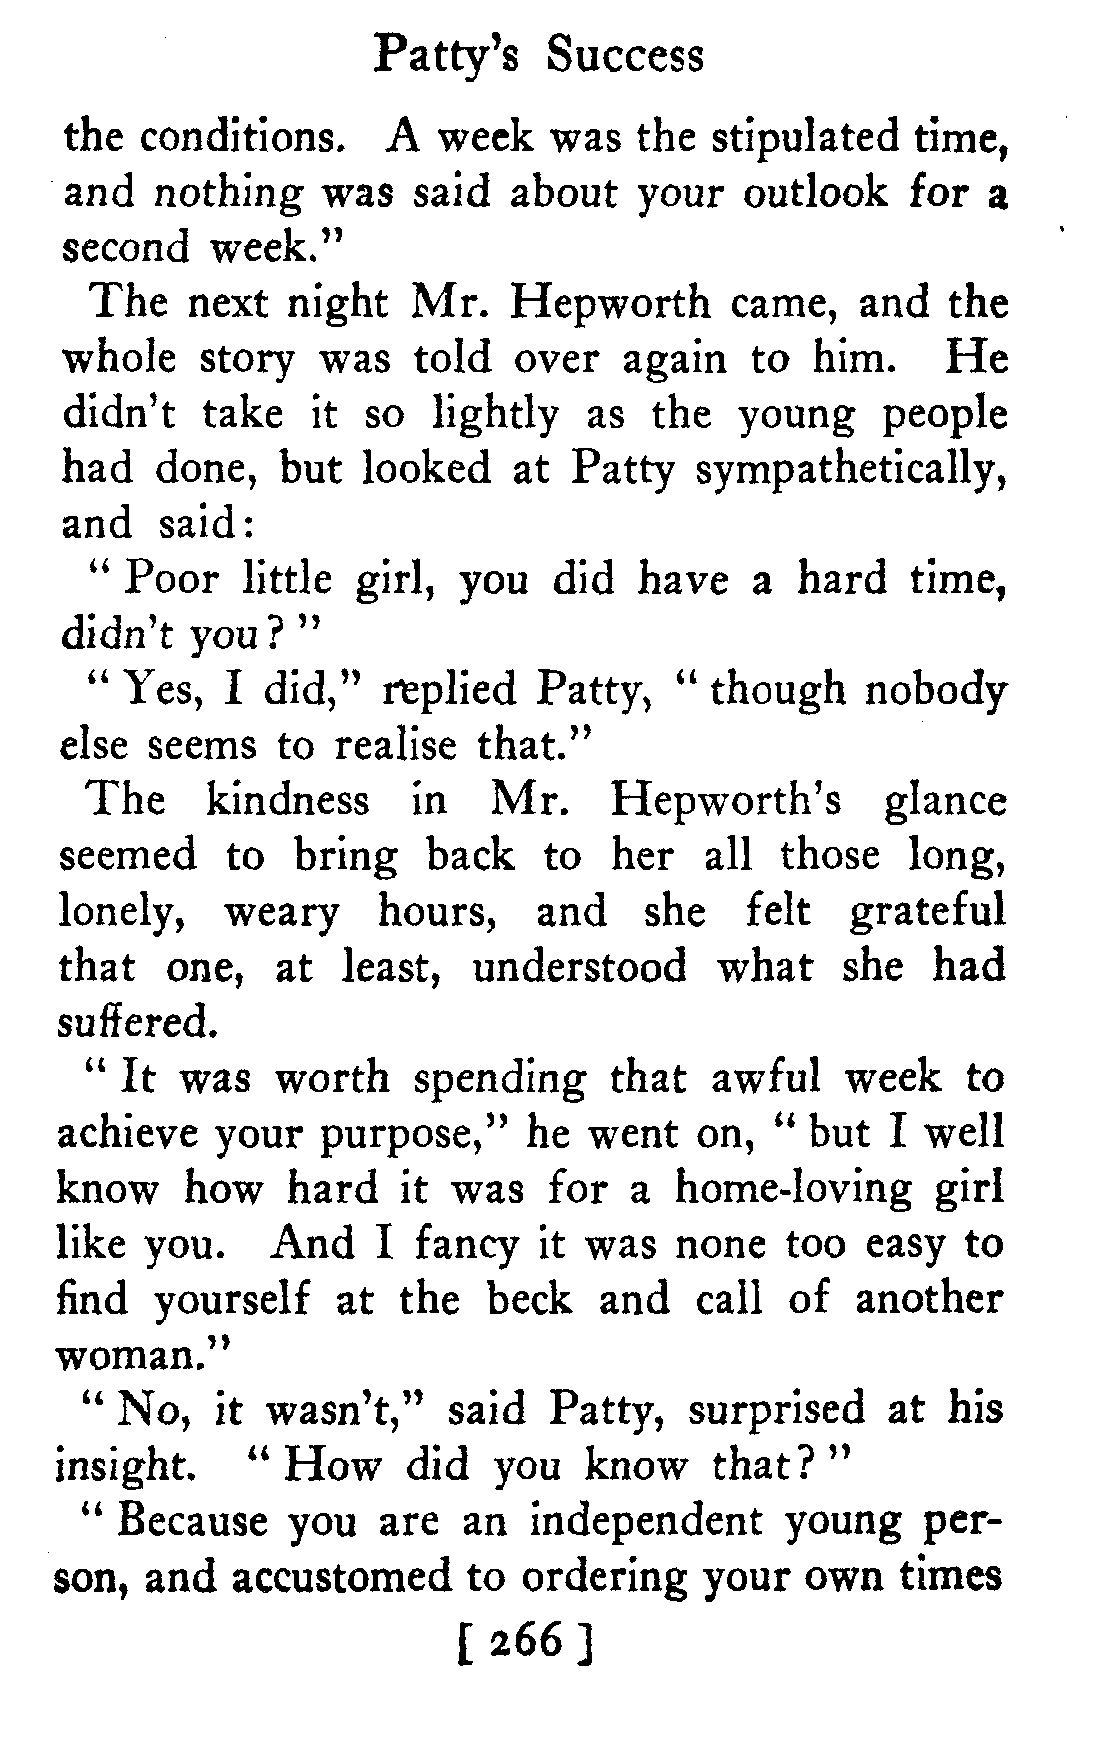 Patty's Success
the conditions. A week was the stipulated time,
and nothing was said about your outlook for a
second week."
The next night Mr. Hepworth came, and the
whole story was told over again to him. He
didn't take it so lightly as the young people
had done, but looked at Patty sympathetically,
and said:
" Poor little girl, you did have a hard time,
didn't you? "
" Yes, I did," replied Patty, " though nobody
else seems to realise that."
The kindness in Mr. Hepworth's glance
seemed to bring back to her all those long,
lonely, weary hours, and she felt grateful
that one, at least, understood what she had
suffered.
" It was worth spending that awful week to
achieve your purpose," he went on, " but I well
know how hard it was for a home-loving girl
like you. And I fancy it was none too easy to
find yourself at the beck and call of another
woman."
" No, it wasn't," said Patty, surprised at his
insight. " How did you know that? "
" Because you are an independent young per-
son, and accustomed to ordering your own times
[ 266 ]